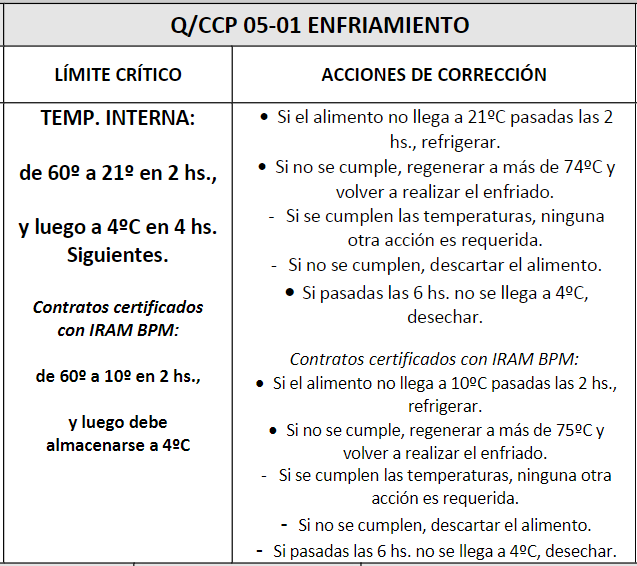 Q/CCP 05-01 ENFRIAMIENTO
LÍMITE CRÍTICO
ACCIONES DE CORRECCIÓN
TEMP. INTERNA:
de 60º a 21º en 2 hs.,
y luego a 4ºC en 4 hs.
Siguientes.
Contratos certificados
con IRAM BPM:
de 60º a 10º en 2 hs.,
y luego debe
almacenarse a 4ºC
• Si el alimento no llega a 21ºC pasadas las 2
hs., refrigerar.
• Si no se cumple, regenerar a más de 74ºC y
volver a realizar el enfriado.
- Si se cumplen las temperaturas, ninguna
otra acción es requerida.
- Si no se cumplen, descartar el alimento.
• Si pasadas las 6 hs. no se llega a 4ºC,
desechar.
Contratos certificados con IRAM BPM:
• Si el alimento no llega a 10ºC pasadas las 2 hs.,
refrigerar.
• Si no se cumple, regenerar a más de 75ºC y
volver a realizar el enfriado.
- Si se cumplen las temperaturas, ninguna otra
acción es requerida.
- Si no se cumplen, descartar el alimento.
- Si pasadas las 6 hs. no se llega a 4ºC, desechar.